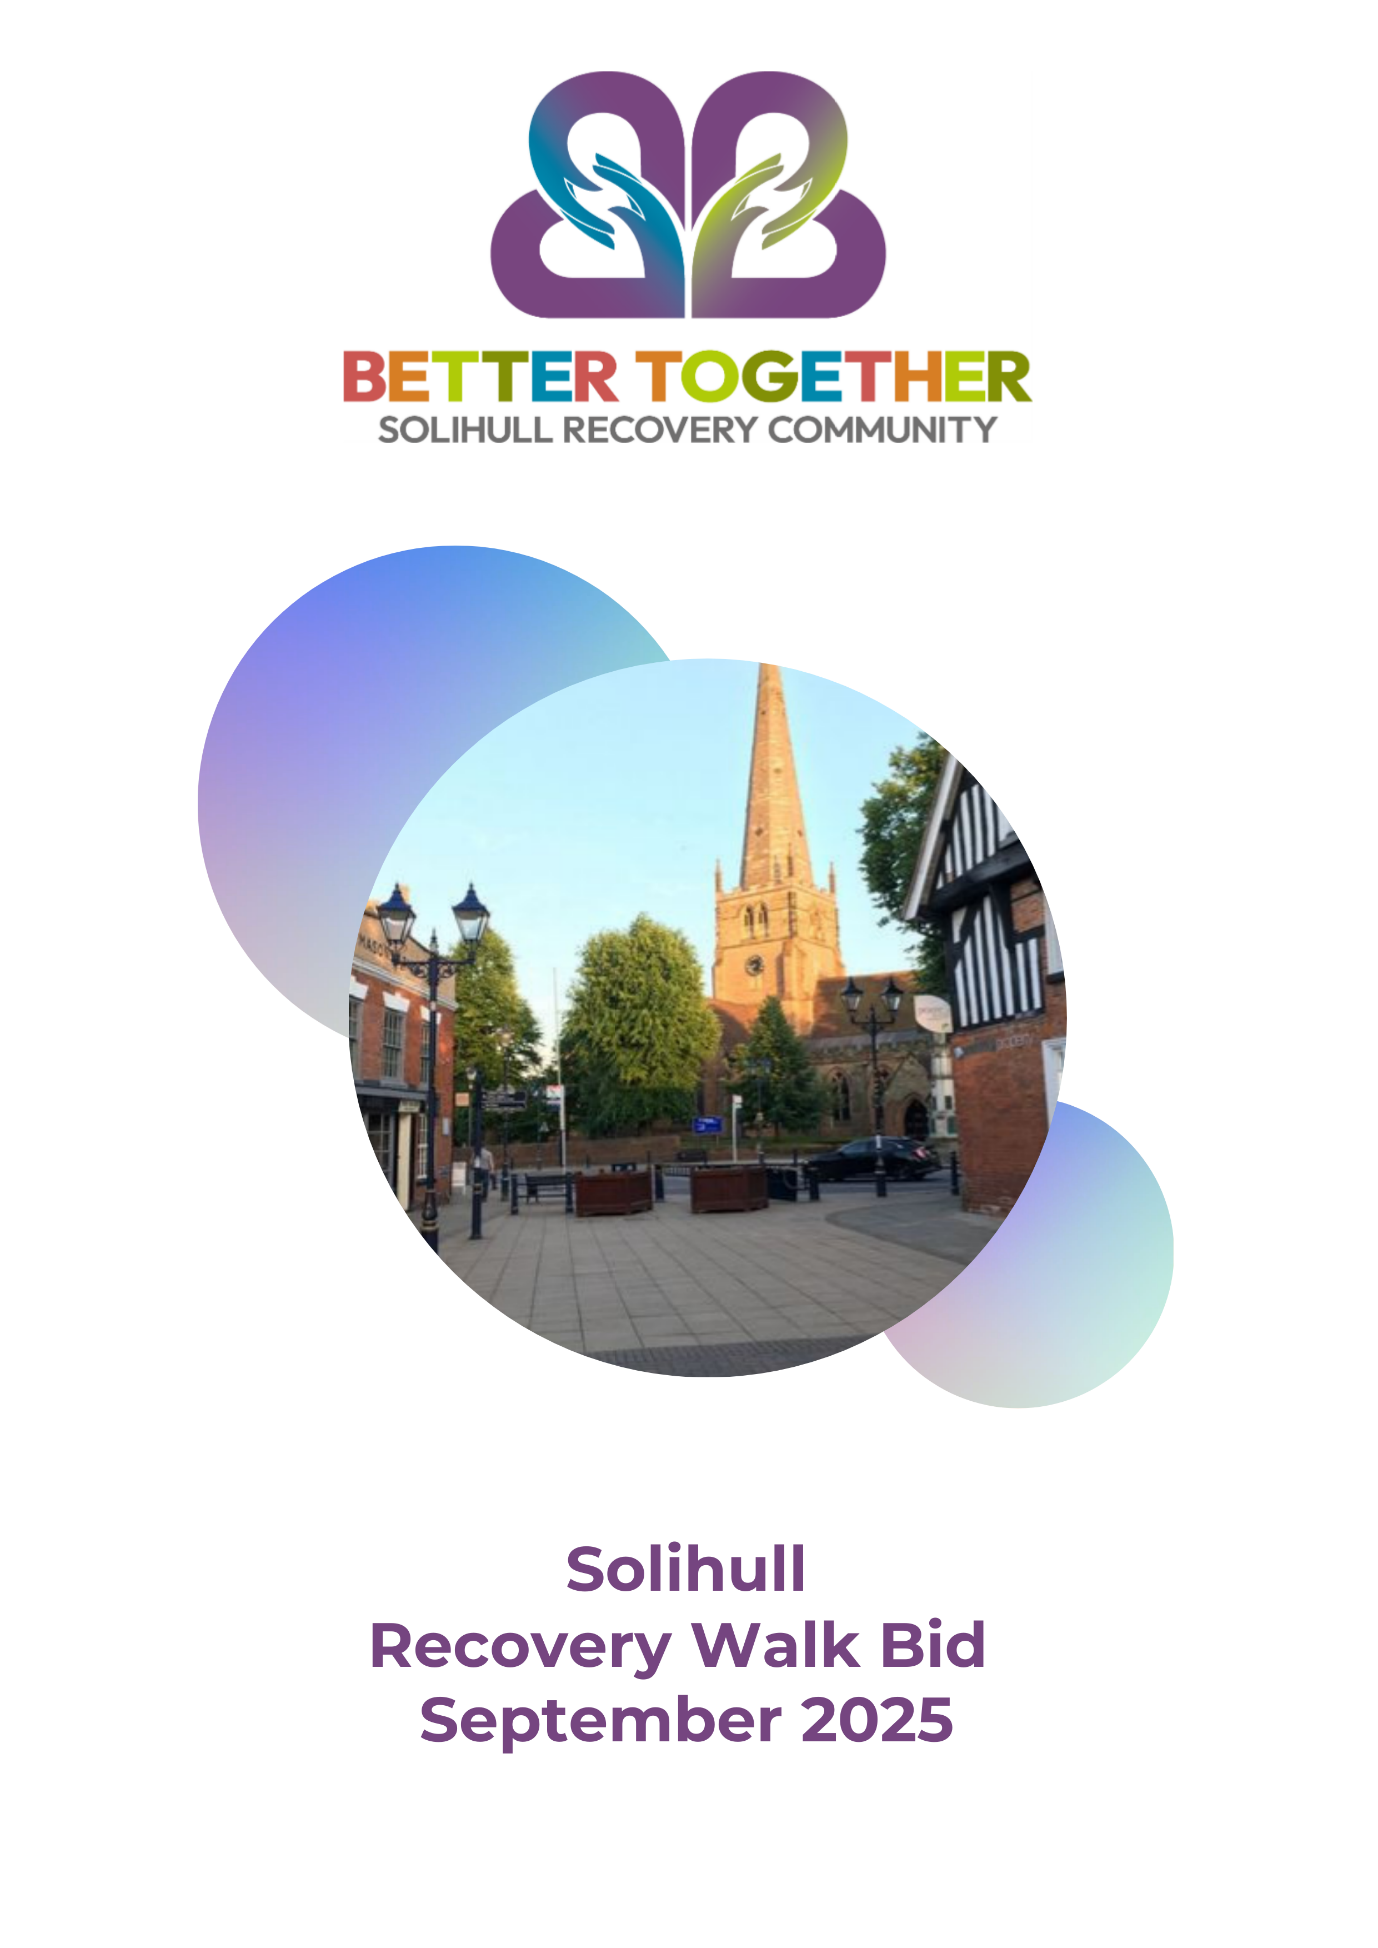 BETTER TOGETHER
SOLIHULL RECOVERY COMMUNITY
Solihull
Recovery Walk Bid
September 2025